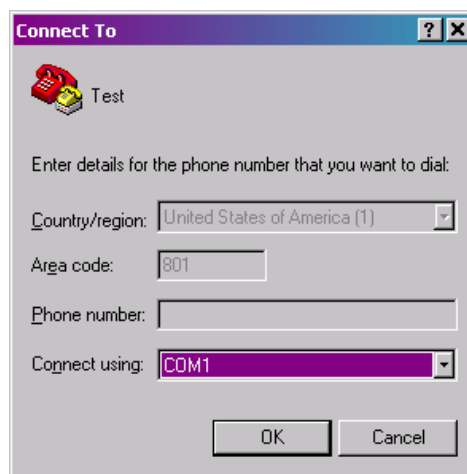 Connect To
Test
Enter details for the phone number that you want to dial:
Country/region: United States of America (1)
Area code: 801
Phone number:
Connect using: COM1
OK Cancel